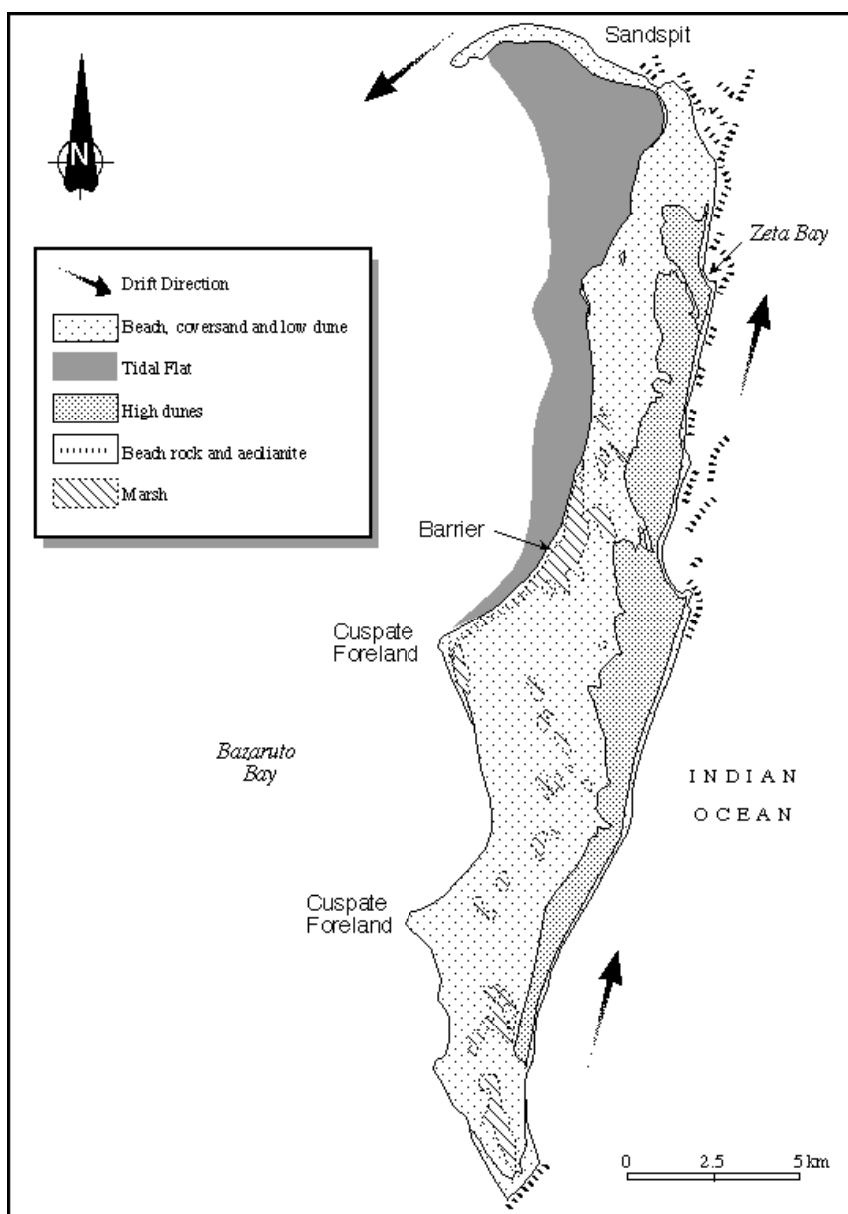 Sandspit
N
Zeta Bay
Drift Direction
Beach, coversand and low dune
Tidal Flat
High dunes
Beach rock and aeolianite
Marsh
Barrier
Cuspate
Foreland
Bazaruto
Bay
INDIAN
OCEAN
Cuspate
Foreland
0 2.5 5 km